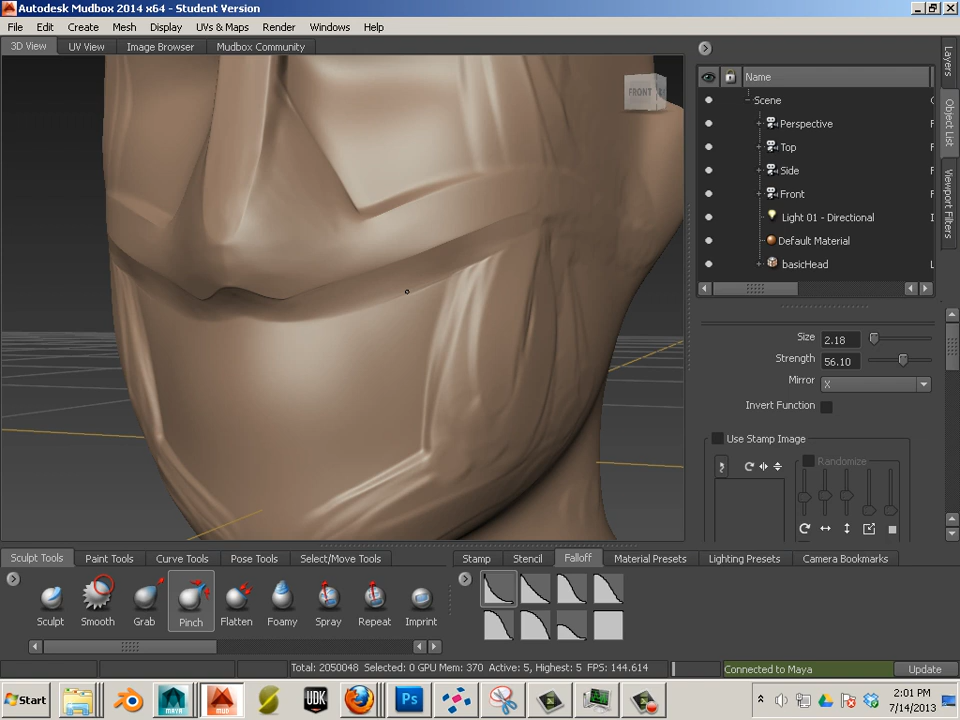 Autodesk Mudbox 2014 x64 - Student Version
File Edit Create Mesh Display UVs & Maps Render Windows Help
3D View UV View Image Browser Mudbox Community
FRONT
Name
Scene
Perspective
Top
Side
Front
Light 01 - Directional
Default Material
basicHead
Layers
Object List
Viewport Filters
Size 2.18
Strength 56.10
Mirror X
Invert Function
Use Stamp Image
Randomize
Sculpt Tools Paint Tools Curve Tools Pose Tools Select/Move Tools
Stamp Stencil Falloff Material Presets Lighting Presets Camera Bookmarks
Sculpt Smooth Grab Pinch Flatten Foamy Spray Repeat Imprint
Total: 2050048 Selected: 0 GPU Mem: 370 Active: 5, Highest: 5 FPS: 144.614
Connected to Maya Update
Start
MAYA
MUD
UDK
Ps
2:01 PM
7/14/2013